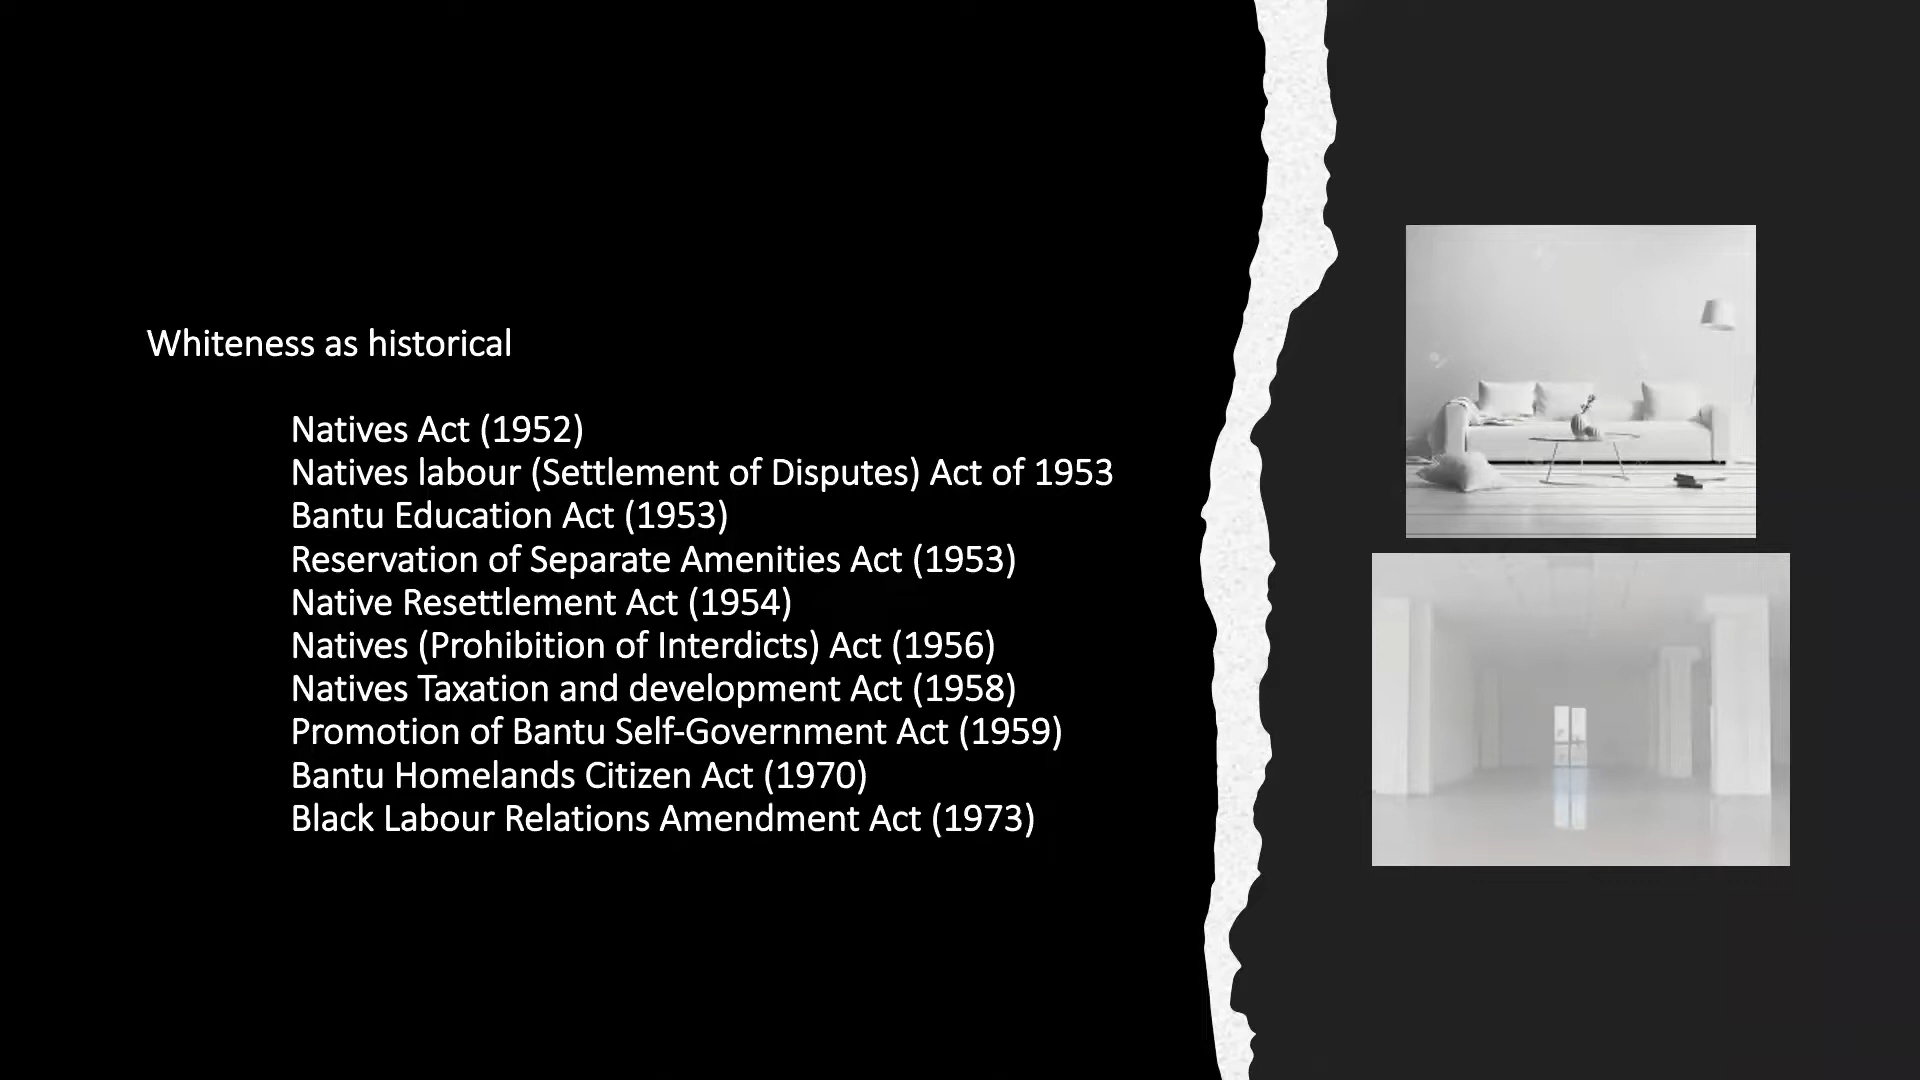 Whiteness as historical
Natives Act (1952)
Natives labour (Settlement of Disputes) Act of 1953
Bantu Education Act (1953)
Reservation of Separate Amenities Act (1953)
Native Resettlement Act (1954)
Natives (Prohibition of Interdicts) Act (1956)
Natives Taxation and development Act (1958)
Promotion of Bantu Self-Government Act (1959)
Bantu Homelands Citizen Act (1970)
Black Labour Relations Amendment Act (1973)